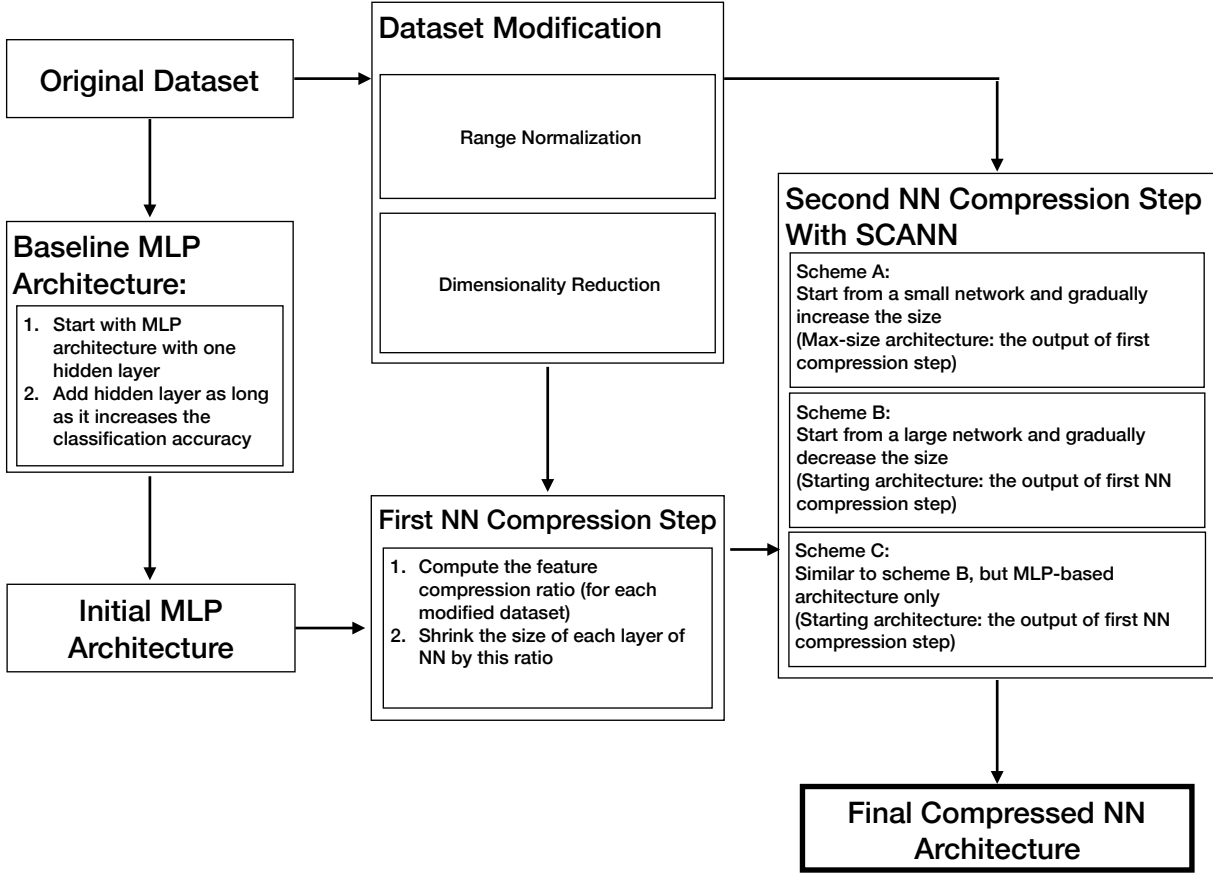 Original Dataset
Dataset Modification
Range Normalization
Dimensionality Reduction
Baseline MLP
Architecture:
1. Start with MLP
architecture with one
hidden layer
2. Add hidden layer as long
as it increases the
classification accuracy
Initial MLP
Architecture
First NN Compression Step
1. Compute the feature
compression ratio (for each
modified dataset)
2. Shrink the size of each layer of
NN by this ratio
Second NN Compression Step
With SCANN
Scheme A:
Start from a small network and gradually
increase the size
(Max-size architecture: the output of first
compression step)
Scheme B:
Start from a large network and gradually
decrease the size
(Starting architecture: the output of first NN
compression step)
Scheme C:
Similar to scheme B, but MLP-based
architecture only
(Starting architecture: the output of first NN
compression step)
Final Compressed NN
Architecture